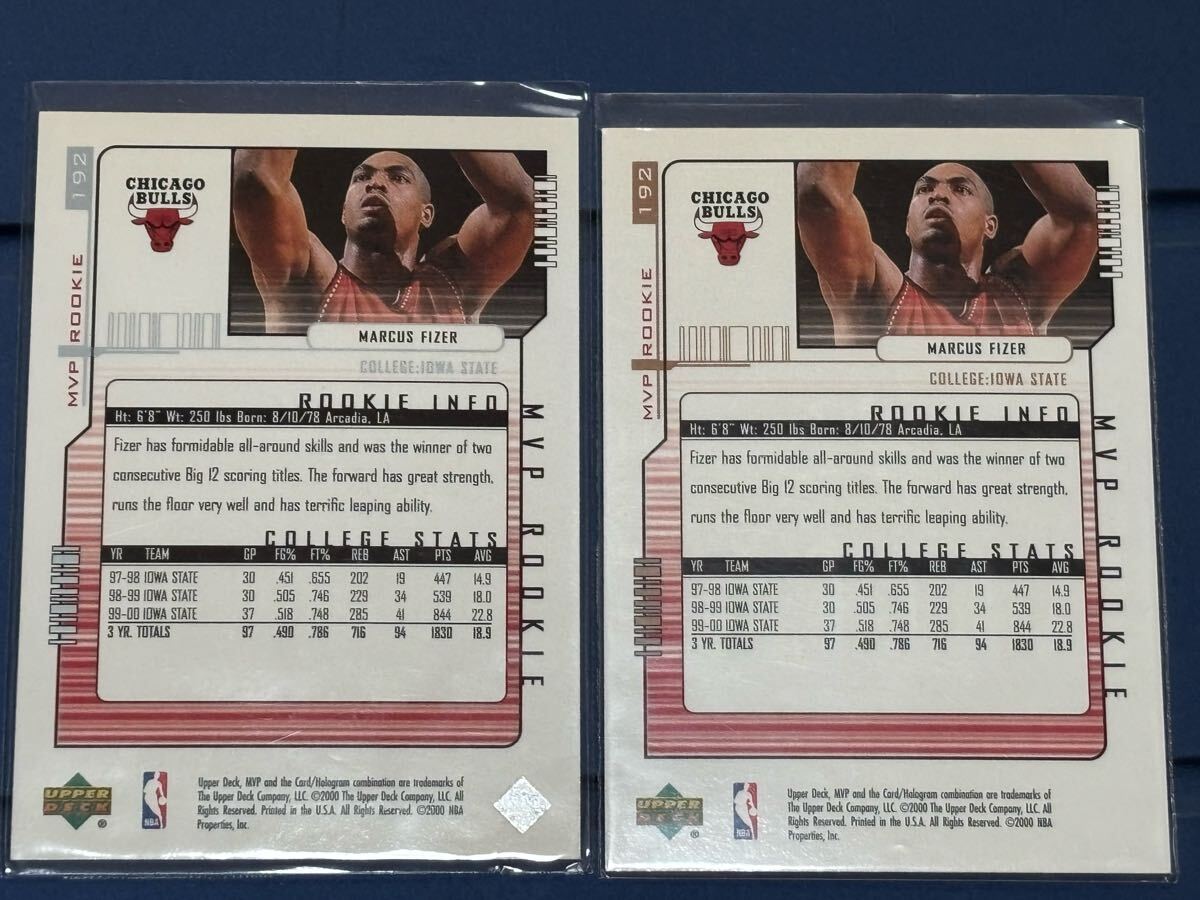 192
CHICAGO
BULLS
MVP ROOKIE
MARCUS FIZER
COLLEGE:IOWA STATE
ROOKIE INFO
Ht: 6'8" Wt: 250 lbs Born: 8/10/78 Arcadia, LA
Fizer has formidable all-around skills and was the winner of two
consecutive Big 12 scoring titles. The forward has great strength,
runs the floor very well and has terrific leaping ability.
COLLEGE STATS
YR TEAM GP FG% FT% REB AST PTS AVG
97-98 IOWA STATE 30 .451 .655 202 19 447 14.9
98-99 IOWA STATE 30 .505 .746 229 34 539 18.0
99-00 IOWA STATE 37 .518 .748 285 41 844 22.8
3 YR. TOTALS 97 .490 .786 716 94 1830 18.9
MVP ROOKIE
UPPER
DECK
®
NBA
Upper Deck, MVP and the Card/Hologram combination are trademarks of
The Upper Deck Company, LLC. ©2000 The Upper Deck Company, LLC. All
Rights Reserved. Printed in the U.S.A. All Rights Reserved. ©2000 NBA
Properties, Inc.
192
CHICAGO
BULLS
MVP ROOKIE
MARCUS FIZER
COLLEGE:IOWA STATE
ROOKIE INFO
Ht: 6'8" Wt: 250 lbs Born: 8/10/78 Arcadia, LA
Fizer has formidable all-around skills and was the winner of two
consecutive Big 12 scoring titles. The forward has great strength,
runs the floor very well and has terrific leaping ability.
COLLEGE STATS
YR TEAM GP FG% FT% REB AST PTS AVG
97-98 IOWA STATE 30 .451 .655 202 19 447 14.9
98-99 IOWA STATE 30 .505 .746 229 34 539 18.0
99-00 IOWA STATE 37 .518 .748 285 41 844 22.8
3 YR. TOTALS 97 .490 .786 716 94 1830 18.9
MVP ROOKIE
UPPER
DECK
®
NBA
Upper Deck, MVP and the Card/Hologram combination are trademarks of
The Upper Deck Company, LLC. ©2000 The Upper Deck Company, LLC. All
Rights Reserved. Printed in the U.S.A. All Rights Reserved. ©2000 NBA
Properties, Inc.